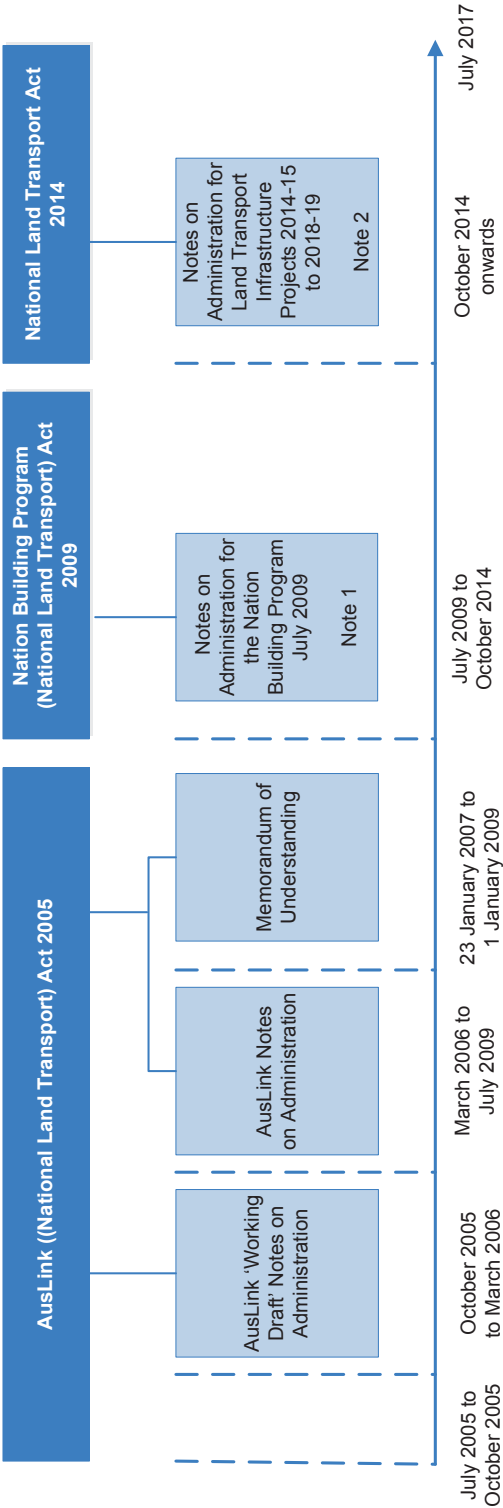 AusLink ((National Land Transport) Act 2005
Nation Building Program
(National Land Transport) Act
2009
National Land Transport Act
2014
AusLink ‘Working
Draft’ Notes on
Administration
AusLink Notes
on Administration
Memorandum of
Understanding
Notes on
Administration for
the Nation
Building Program
July 2009
Note 1
Notes on
Administration for
Land Transport
Infrastructure
Projects 2014-15
to 2018-19
Note 2
July 2005 to
October 2005
October 2005
to March 2006
March 2006 to
July 2009
23 January 2007 to
1 January 2009
July 2009 to
October 2014
October 2014
onwards
July 2017